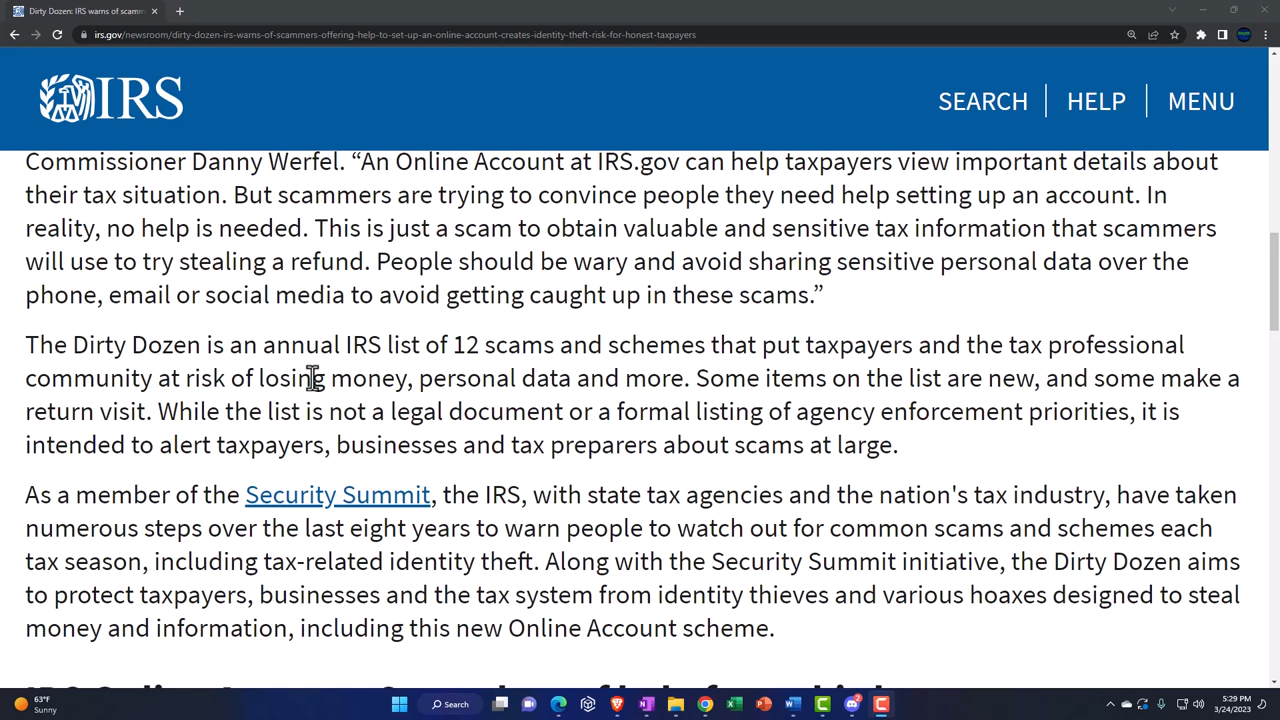 Dirty Dozen: IRS warns of scamm
irs.gov/newsroom/dirty-dozen-irs-warns-of-scammers-offering-help-to-set-up-an-online-account-creates-identity-theft-risk-for-honest-taxpayers
IRS
SEARCH HELP MENU
Commissioner Danny Werfel. “An Online Account at IRS.gov can help taxpayers view important details about
their tax situation. But scammers are trying to convince people they need help setting up an account. In
reality, no help is needed. This is just a scam to obtain valuable and sensitive tax information that scammers
will use to try stealing a refund. People should be wary and avoid sharing sensitive personal data over the
phone, email or social media to avoid getting caught up in these scams.”
The Dirty Dozen is an annual IRS list of 12 scams and schemes that put taxpayers and the tax professional
community at risk of losing money, personal data and more. Some items on the list are new, and some make a
return visit. While the list is not a legal document or a formal listing of agency enforcement priorities, it is
intended to alert taxpayers, businesses and tax preparers about scams at large.
As a member of the Security Summit, the IRS, with state tax agencies and the nation's tax industry, have taken
numerous steps over the last eight years to warn people to watch out for common scams and schemes each
tax season, including tax-related identity theft. Along with the Security Summit initiative, the Dirty Dozen aims
to protect taxpayers, businesses and the tax system from identity thieves and various hoaxes designed to steal
money and information, including this new Online Account scheme.
63°F
Sunny
Search
2
5:29 PM
3/24/2023